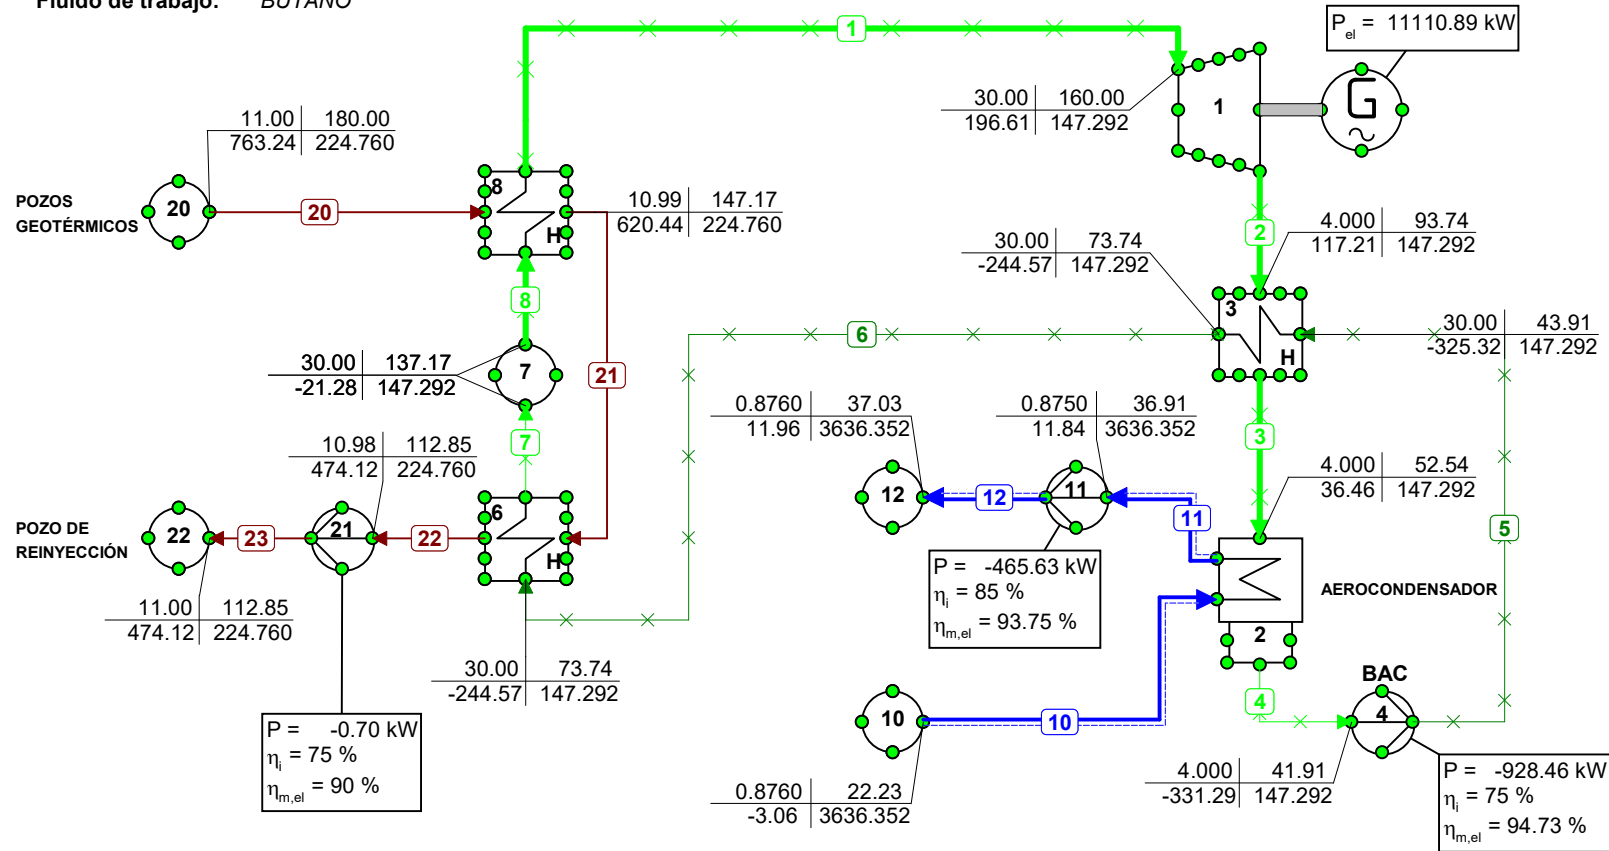 Fluido de trabajo: BUTANO
P el = 11110.89 kW
1
G
1
30.00 160.00
196.61 147.292
11.00 180.00
763.24 224.760
POZOS
GEOTÉRMICOS
20
20
8
H
10.99 147.17
620.44 224.760
2
4.000 93.74
117.21 147.292
30.00 73.74
-244.57 147.292
8
3
H
6
30.00 43.91
-325.32 147.292
30.00 137.17
-21.28 147.292
7
21
0.8760 37.03
11.96 3636.352
0.8750 36.91
11.84 3636.352
10.98 112.85
474.12 224.760
7
3
4.000 52.54
36.46 147.292
POZO DE
REINYECCIÓN
22
23
21
22
6
H
12
12
11
11
5
P = -465.63 kW
ηi = 85 %
ηm,el = 93.75 %
AEROCONDENSADOR
2
11.00 112.85
474.12 224.760
30.00 73.74
-244.57 147.292
BAC
4
4
10
10
P = -0.70 kW
ηi = 75 %
ηm,el = 90 %
0.8760 22.23
-3.06 3636.352
4.000 41.91
-331.29 147.292
P = -928.46 kW
ηi = 75 %
ηm,el = 94.73 %